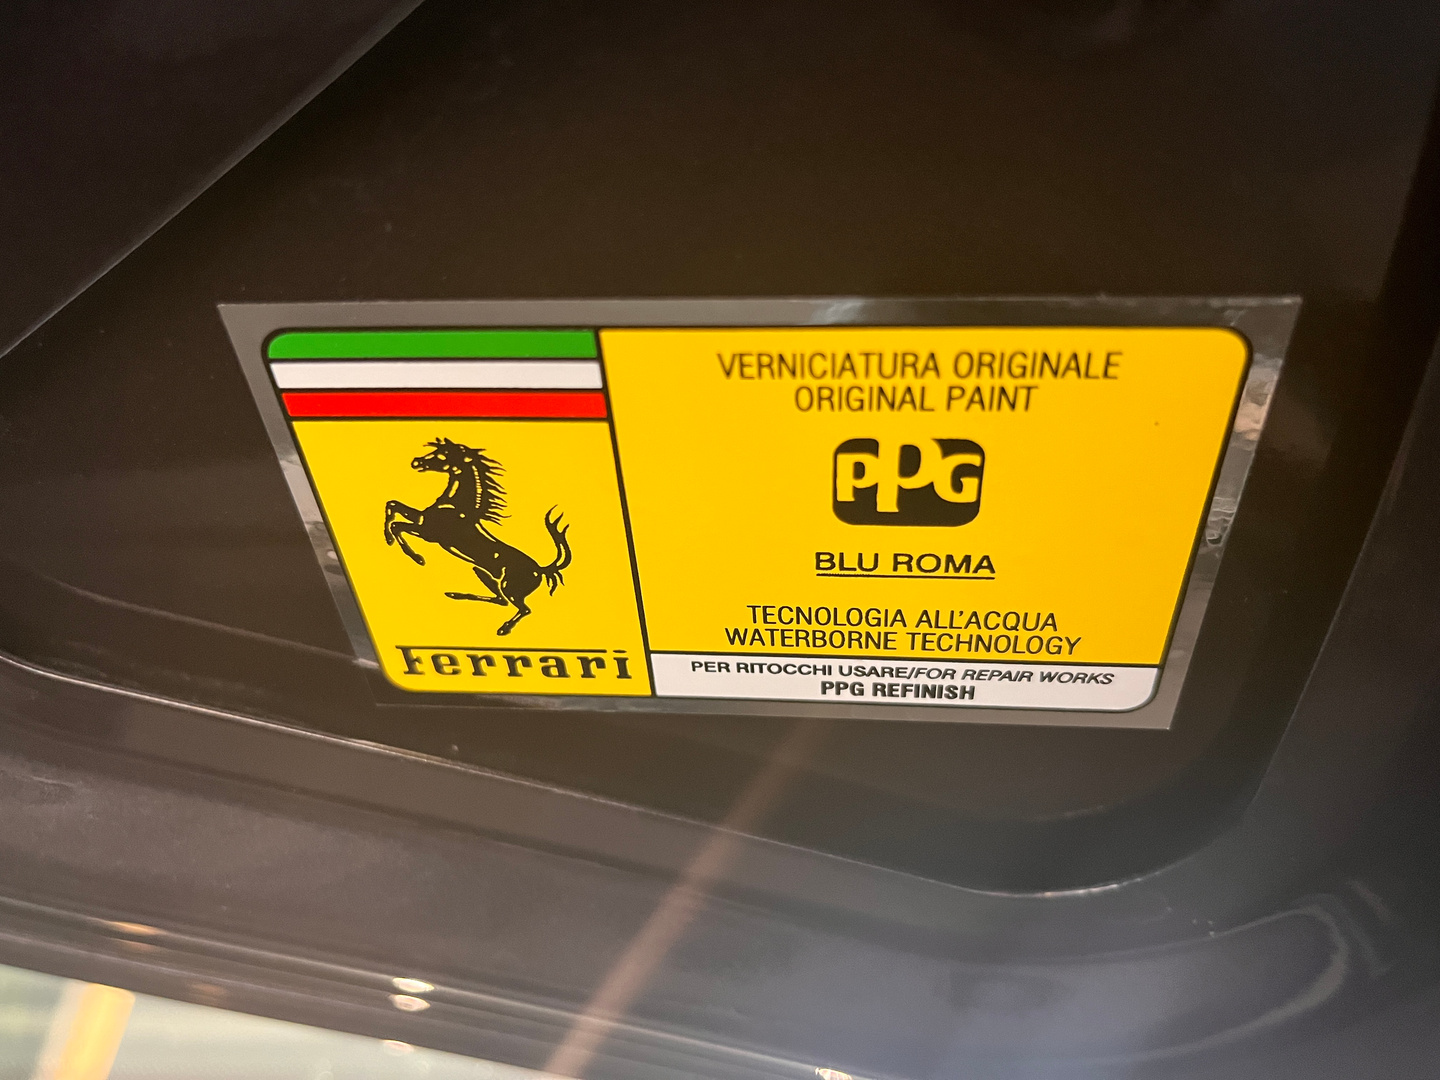 Ferrari
VERNICIATURA ORIGINALE
ORIGINAL PAINT
PPG
BLU ROMA
TECNOLOGIA ALL'ACQUA
WATERBORNE TECHNOLOGY
PER RITOCCHI USARE/FOR REPAIR WORKS
PPG REFINISH